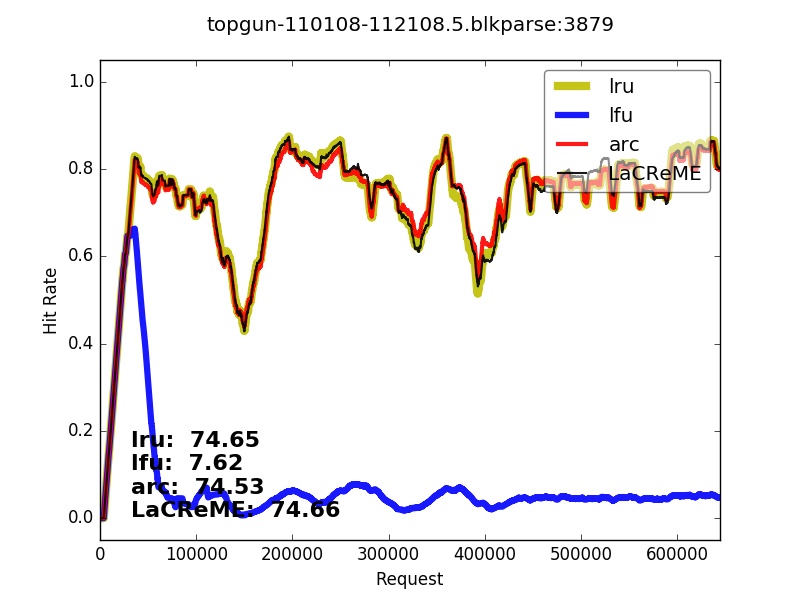 topgun-110108-112108.5.blkparse:3879
1.0
0.8
0.6
0.4
0.2
0.0
Hit Rate
lru
lfu
arc
LaCReME
lru:  74.65
lfu:  7.62
arc:  74.53
LaCReME:  74.66
0 100000 200000 300000 400000 500000 600000
Request